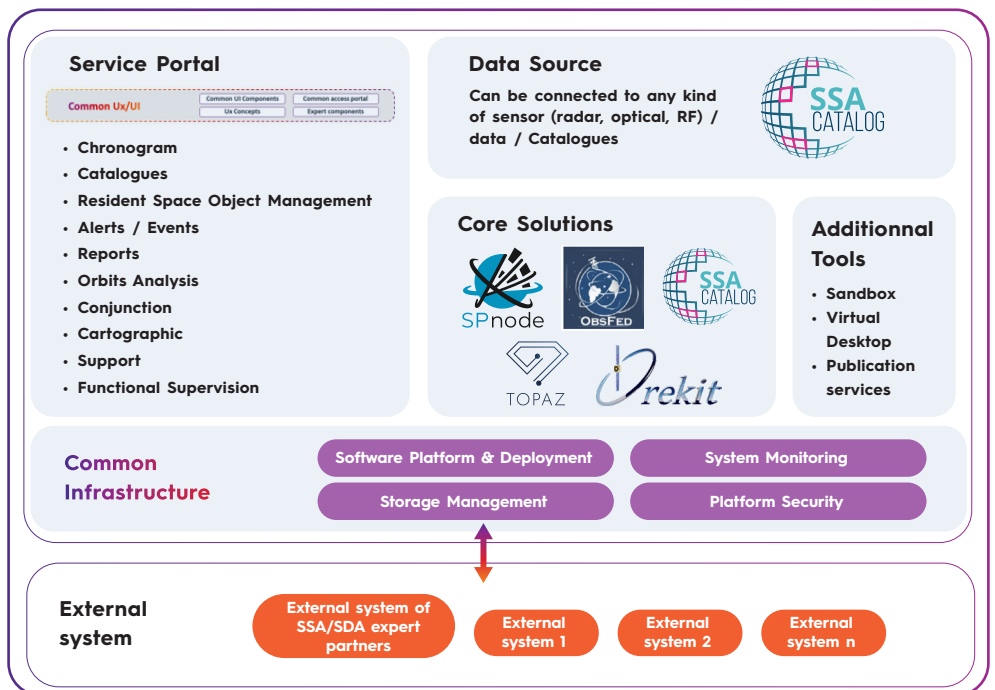 Service Portal
Common Ux/UI
Common UI Components
Common access portal
Ux Concepts
Expert components
• Chronogram
• Catalogues
• Resident Space Object Management
• Alerts / Events
• Reports
• Orbits Analysis
• Conjunction
• Cartographic
• Support
• Functional Supervision
Data Source
Can be connected to any kind
of sensor (radar, optical, RF) /
data / Catalogues
SSA
CATALOG
Core Solutions
SPnode
OBSFED
SSA
CATALOG
TOPAZ
Orekit
Additionnal
Tools
• Sandbox
• Virtual
Desktop
• Publication
services
Common
Infrastructure
Software Platform & Deployment
System Monitoring
Storage Management
Platform Security
External
system
External system of
SSA/SDA expert
partners
External
system 1
External
system 2
External
system n